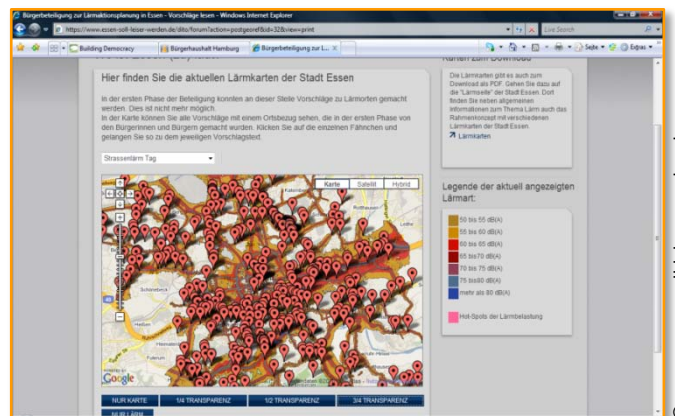 Bürgerbeteiligung zur Lärmaktionsplanung in Essen - Vorschläge lesen - Windows Internet Explorer
https://www.essen-soll-leiser-werden.de/dito/forum?action=postgeoref&id=32&view=print
Live Search
Building Democracy
Bürgerhaushalt Hamburg
Bürgerbeteiligung zur L...
Seite
Extras
Karten zum Download
Hier finden Sie die aktuellen Lärmkarten der Stadt Essen
In der ersten Phase der Beteiligung konnten an dieser Stelle Vorschläge zu Lärmorten gemacht
werden. Dies ist nicht mehr möglich.
In der Karte können Sie alle Vorschläge mit einem Ortsbezug sehen, die in der ersten Phase von
den Bürgerinnen und Bürgern gemacht wurden. Klicken Sie auf die einzelnen Fähnchen und
gelangen Sie so zu dem jeweiligen Vorschlagstext.
Strassenlärm Tag
Karte
Satellit
Hybrid
Google
NUR KARTE
1/4 TRANSPARENZ
1/2 TRANSPARENZ
3/4 TRANSPARENZ
NUR LÄRM
Die Lärmkarten gibt es auch zum
Download als PDF. Gehen Sie dazu auf
die "Lärmseite" der Stadt Essen. Dort
finden Sie neben allgemeinen
Informationen zum Thema Lärm auch das
Rahmenkonzept mit verschiedenen
Lärmkarten der Stadt Essen.
Lärmkarten
Legende der aktuell angezeigten
Lärmart:
50 bis 55 dB(A)
55 bis 60 dB(A)
60 bis 65 dB(A)
65 bis70 dB(A)
70 bis 75 dB(A)
75 bis80 dB(A)
mehr als 80 dB(A)
Hot-Spots der Lärmbelastung